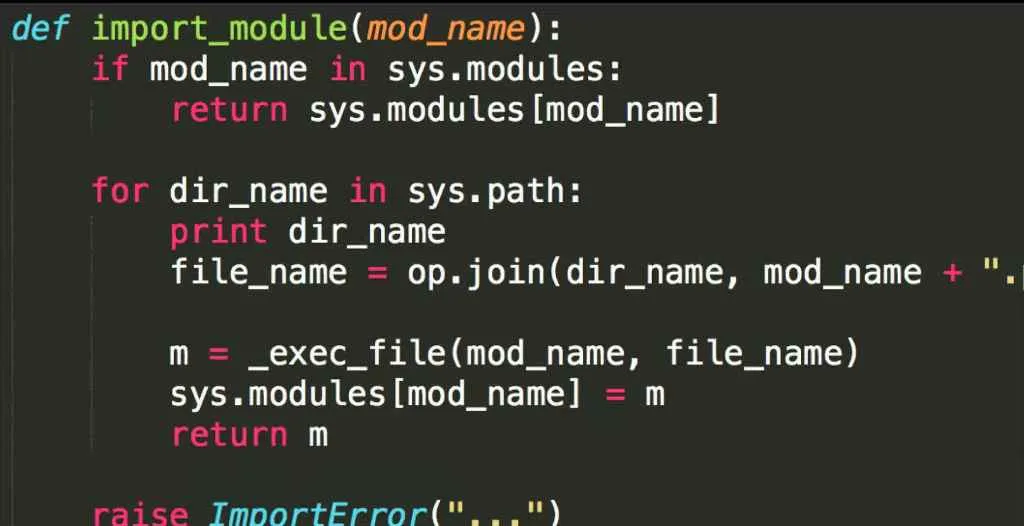 def import_module(mod_name):
    if mod_name in sys.modules:
        return sys.modules[mod_name]
    for dir_name in sys.path:
        print dir_name
        file_name = op.join(dir_name, mod_name + ".
        m = _exec_file(mod_name, file_name)
        sys.modules[mod_name] = m
        return m
    raise ImportError("...")